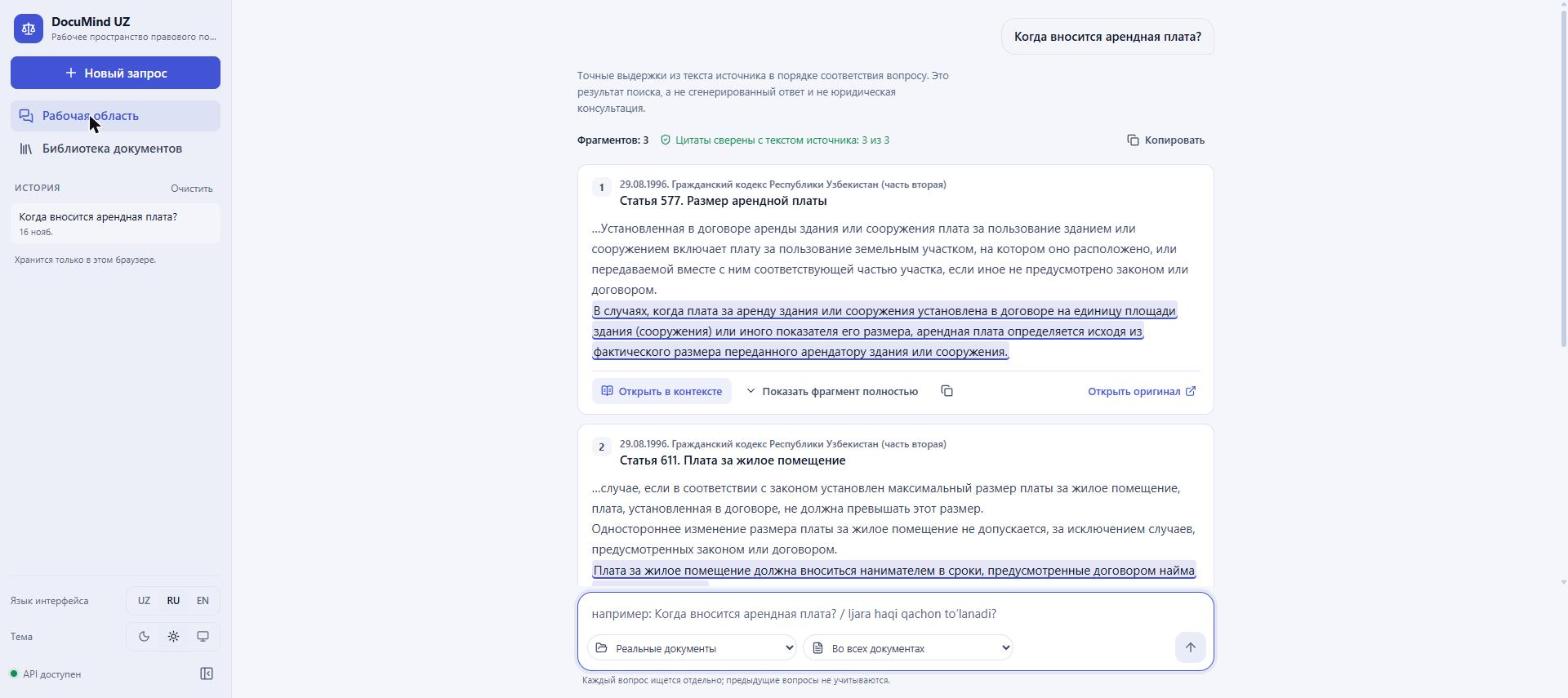 DocuMind UZ
Рабочее пространство правового по...
Новый запрос
Рабочая область
Библиотека документов
ИСТОРИЯ
Очистить
Когда вносится арендная плата?
16 нояб.
Хранится только в этом браузере.
Язык интерфейса
UZ RU EN
Тема
API доступен
Когда вносится арендная плата?
Точные выдержки из текста источника в порядке соответствия вопросу. Это
результат поиска, а не сгенерированный ответ и не юридическая
консультация.
Фрагментов: 3
Цитаты сверены с текстом источника: 3 из 3
Копировать
1
29.08.1996. Гражданский кодекс Республики Узбекистан (часть вторая)
Статья 577. Размер арендной платы
...Установленная в договоре аренды здания или сооружения плата за пользование зданием или
сооружением включает плату за пользование земельным участком, на котором оно расположено, или
передаваемой вместе с ним соответствующей частью участка, если иное не предусмотрено законом или
договором.
В случаях, когда плата за аренду здания или сооружения установлена в договоре на единицу площади
здания (сооружения) или иного показателя его размера, арендная плата определяется исходя из
фактического размера переданного арендатору здания или сооружения.
Открыть в контексте
Показать фрагмент полностью
Открыть оригинал
2
29.08.1996. Гражданский кодекс Республики Узбекистан (часть вторая)
Статья 611. Плата за жилое помещение
...случае, если в соответствии с законом установлен максимальный размер платы за жилое помещение,
плата, установленная в договоре, не должна превышать этот размер.
Одностороннее изменение размера платы за жилое помещение не допускается, за исключением случаев,
предусмотренных законом или договором.
Плата за жилое помещение должна вноситься нанимателем в сроки, предусмотренные договором найма
например: Когда вносится арендная плата? / Ijara haqi qachon to'lanadi?
Реальные документы
Во всех документах
Каждый вопрос ищется отдельно; предыдущие вопросы не учитываются.